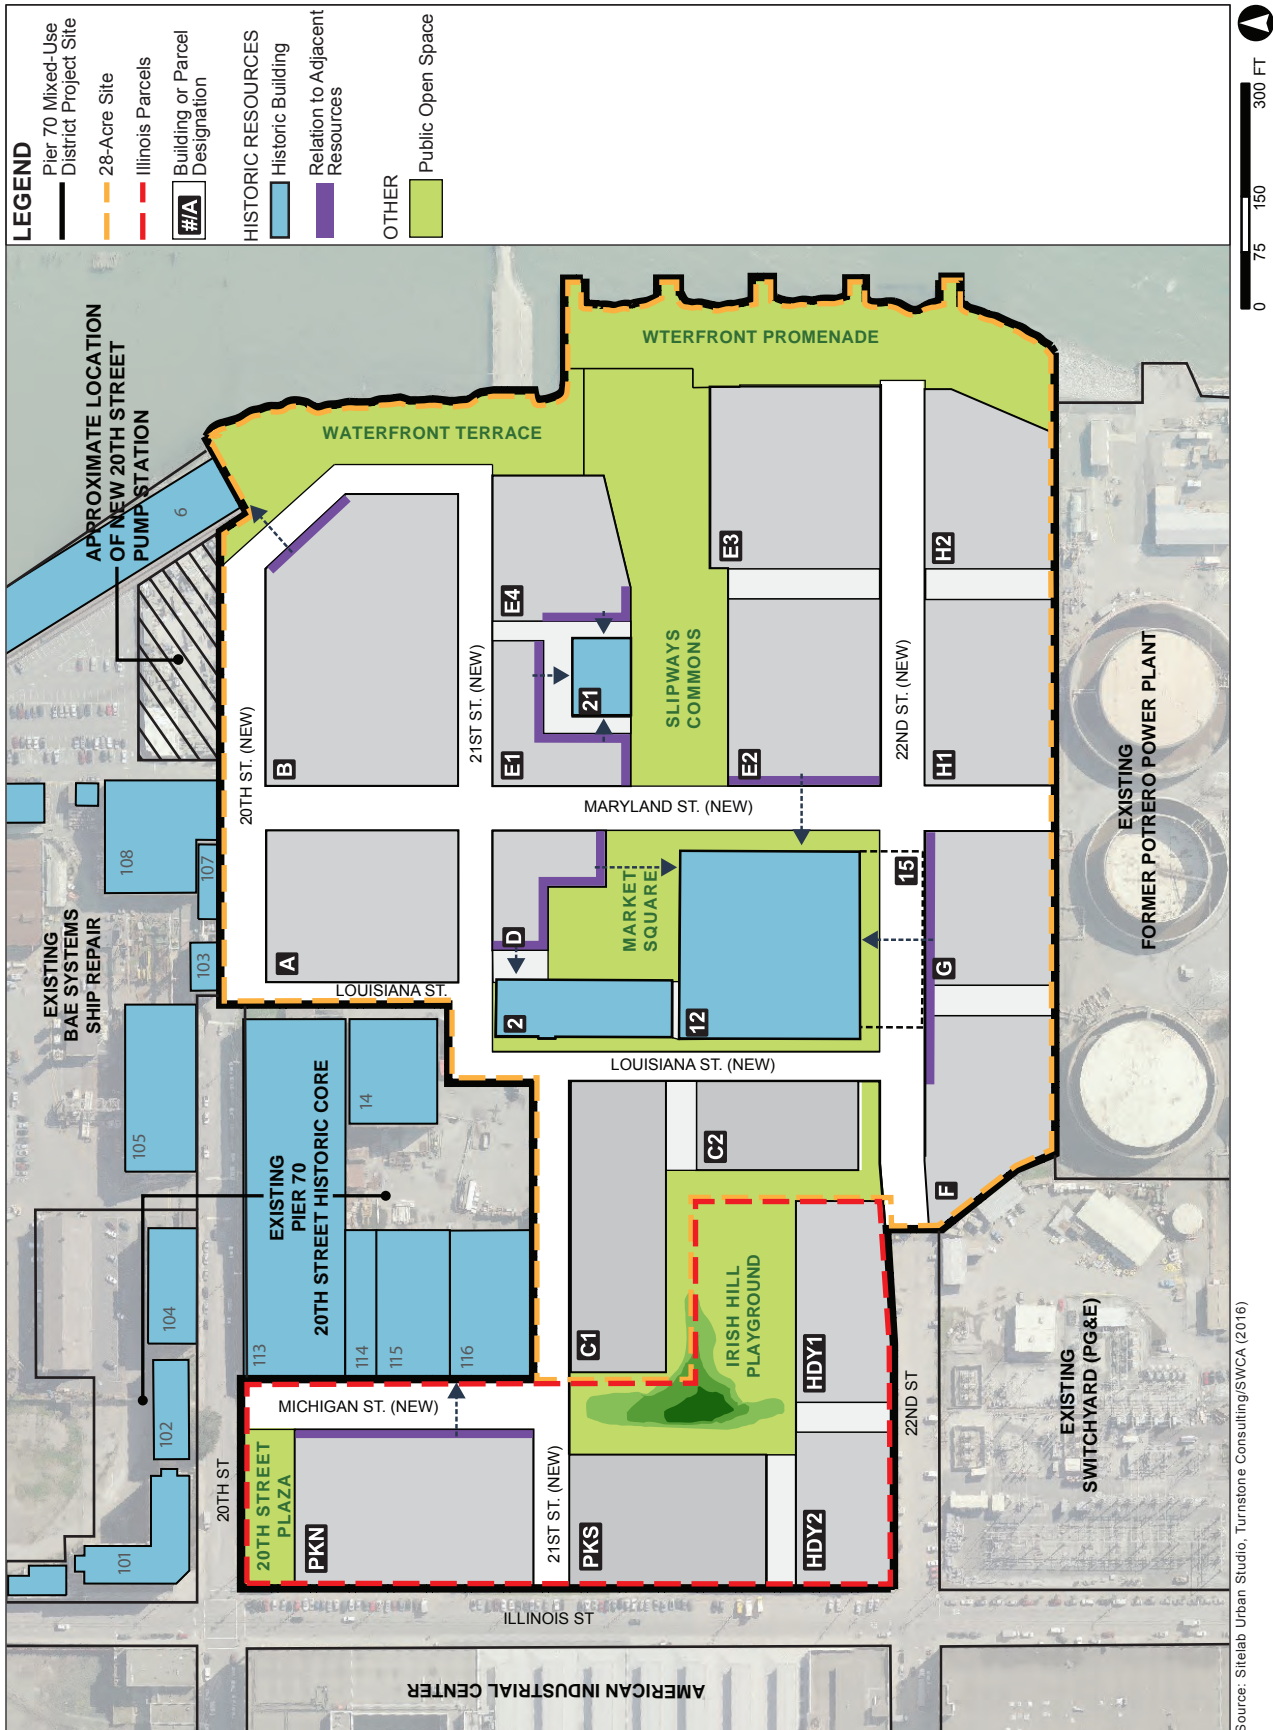 LEGEND
Pier 70 Mixed-Use
District Project Site
28-Acre Site
Illinois Parcels
#/A
Building or Parcel
Designation
HISTORIC RESOURCES
Historic Building
Relation to Adjacent
Resources
OTHER
Public Open Space
0
75
150
300 FT
APPROXIMATE LOCATION
OF NEW 20TH STREET
PUMP STATION
6
EXISTING
BAE SYSTEMS
SHIP REPAIR
108
107
103
105
104
102
101
20TH ST
20TH ST. (NEW)
EXISTING
PIER 70
20TH STREET HISTORIC CORE
113
114
115
116
14
WATERFRONT TERRACE
WTERFRONT PROMENADE
B
A
LOUISIANA ST.
21ST ST. (NEW)
E4
E1
21
SLIPWAYS
COMMONS
E3
E2
MARYLAND ST. (NEW)
22ND ST. (NEW)
H2
H1
D
2
MARKET
SQUARE
12
15
G
F
LOUISIANA ST. (NEW)
C1
C2
IRISH HILL
PLAYGROUND
HDY1
HDY2
MICHIGAN ST. (NEW)
20TH STREET
PLAZA
PKN
21ST ST. (NEW)
PKS
22ND ST
ILLINOIS ST
AMERICAN INDUSTRIAL CENTER
EXISTING
FORMER POTRERO POWER PLANT
EXISTING
SWITCHYARD (PG&E)
Source: Sitelab Urban Studio, Turnstone Consulting/SWCA (2016)